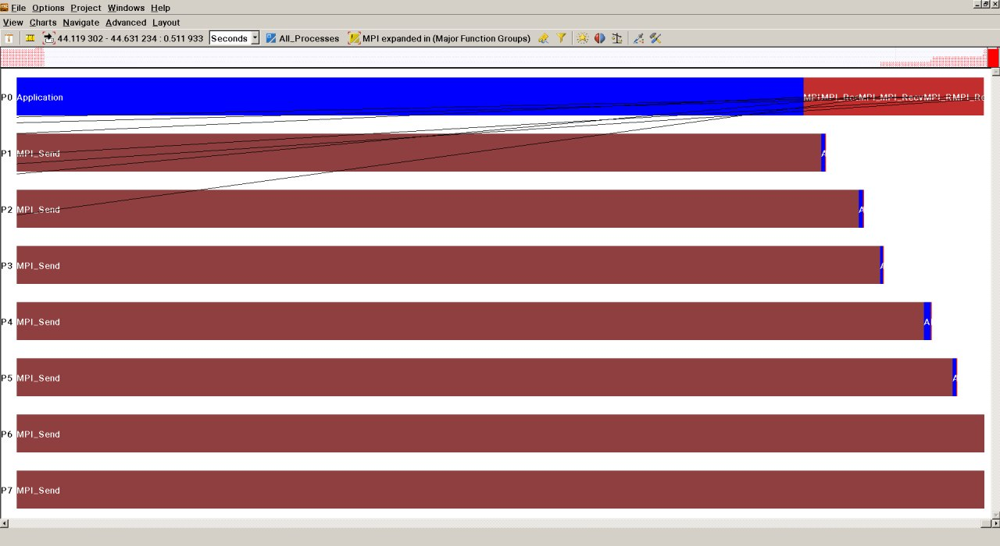 File Options Project Windows Help
View Charts Navigate Advanced Layout
44.119 302 - 44.631 234 : 0.511 933 Seconds All_Processes MPI expanded in (Major Function Groups)
P0 Application
P1 MPI_Send A
P2 MPI_Send A
P3 MPI_Send
P4 MPI_Send A
P5 MPI_Send A
P6 MPI_Send
P7 MPI_Send